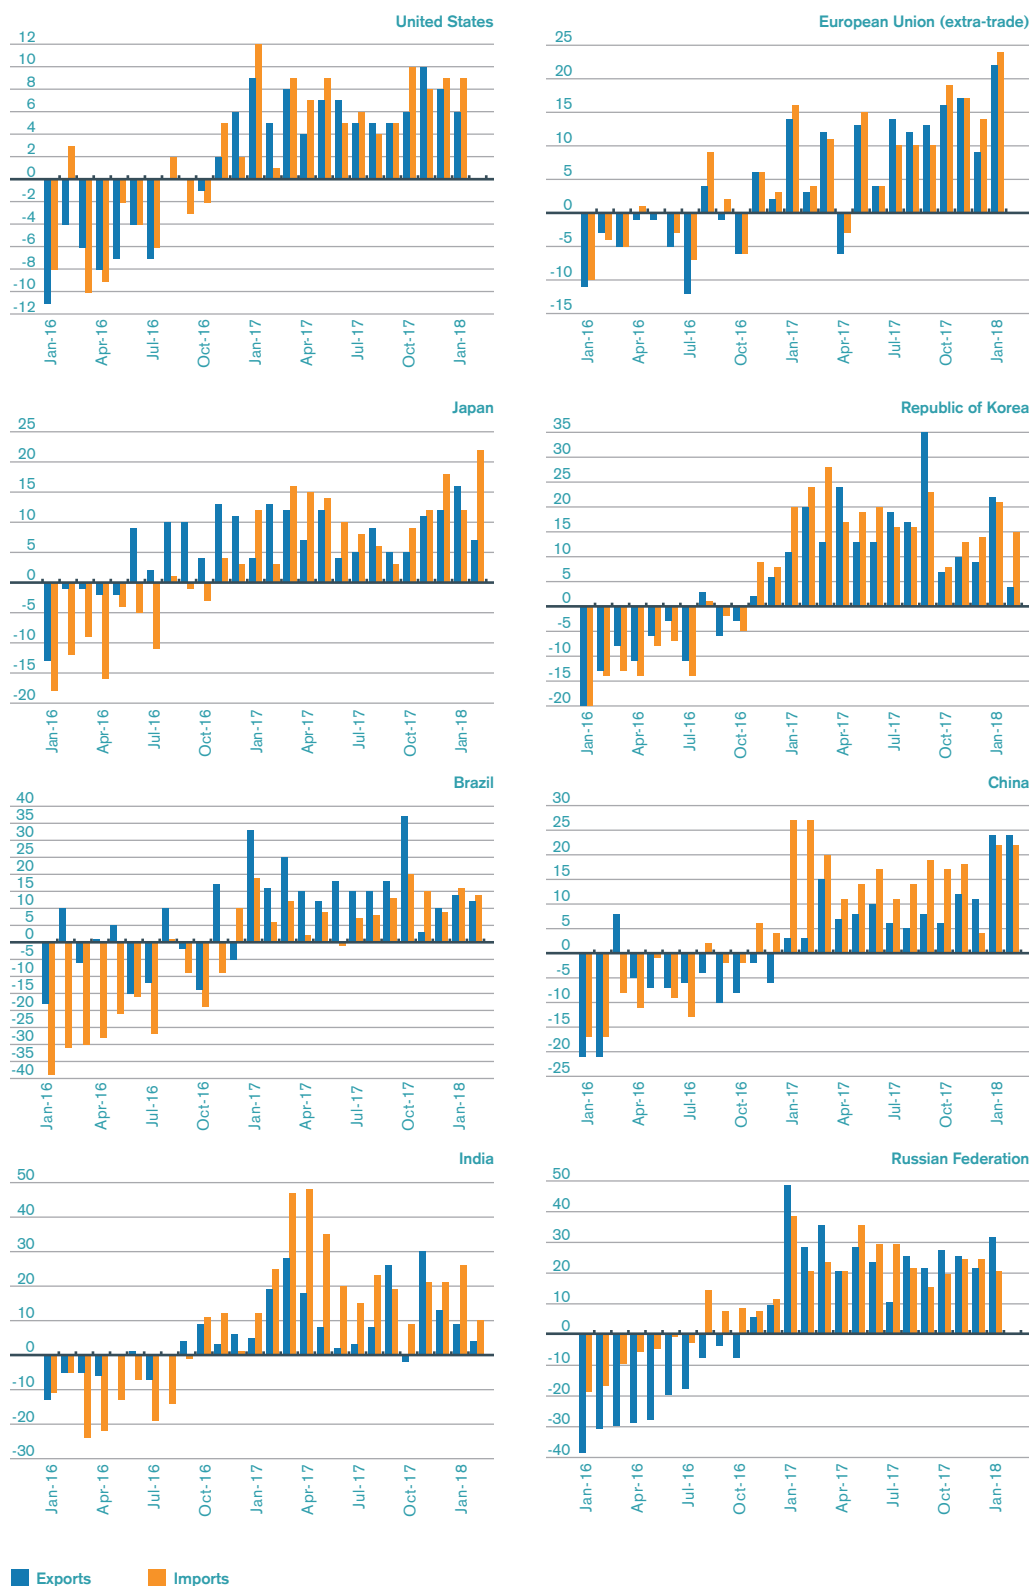 United States
12
10
8
6
4
2
0
-2
-4
-6
-8
-10
-12
Jan-16
Apr-16
Jul-16
Oct-16
Jan-17
Apr-17
Jul-17
Oct-17
Jan-18
European Union (extra-trade)
25
20
15
10
5
0
-5
-10
-15
Jan-16
Apr-16
Jul-16
Oct-16
Jan-17
Apr-17
Jul-17
Oct-17
Jan-18
Japan
25
20
15
10
5
0
-5
-10
-15
-20
Jan-16
Apr-16
Jul-16
Oct-16
Jan-17
Apr-17
Jul-17
Oct-17
Jan-18
Republic of Korea
35
30
25
20
15
10
5
0
-5
-10
-15
-20
Jan-16
Apr-16
Jul-16
Oct-16
Jan-17
Apr-17
Jul-17
Oct-17
Jan-18
Brazil
40
35
30
25
20
15
10
5
0
-5
-10
-15
-20
-25
-30
-35
-40
Jan-16
Apr-16
Jul-16
Oct-16
Jan-17
Apr-17
Jul-17
Oct-17
Jan-18
China
30
25
20
15
10
5
0
-5
-10
-15
-20
-25
Jan-16
Apr-16
Jul-16
Oct-16
Jan-17
Apr-17
Jul-17
Oct-17
Jan-18
India
50
40
30
20
10
0
-10
-20
-30
Jan-16
Apr-16
Jul-16
Oct-16
Jan-17
Apr-17
Jul-17
Oct-17
Jan-18
Russian Federation
50
40
30
20
10
0
-10
-20
-30
-40
Jan-16
Apr-16
Jul-16
Oct-16
Jan-17
Apr-17
Jul-17
Oct-17
Jan-18
Exports
Imports